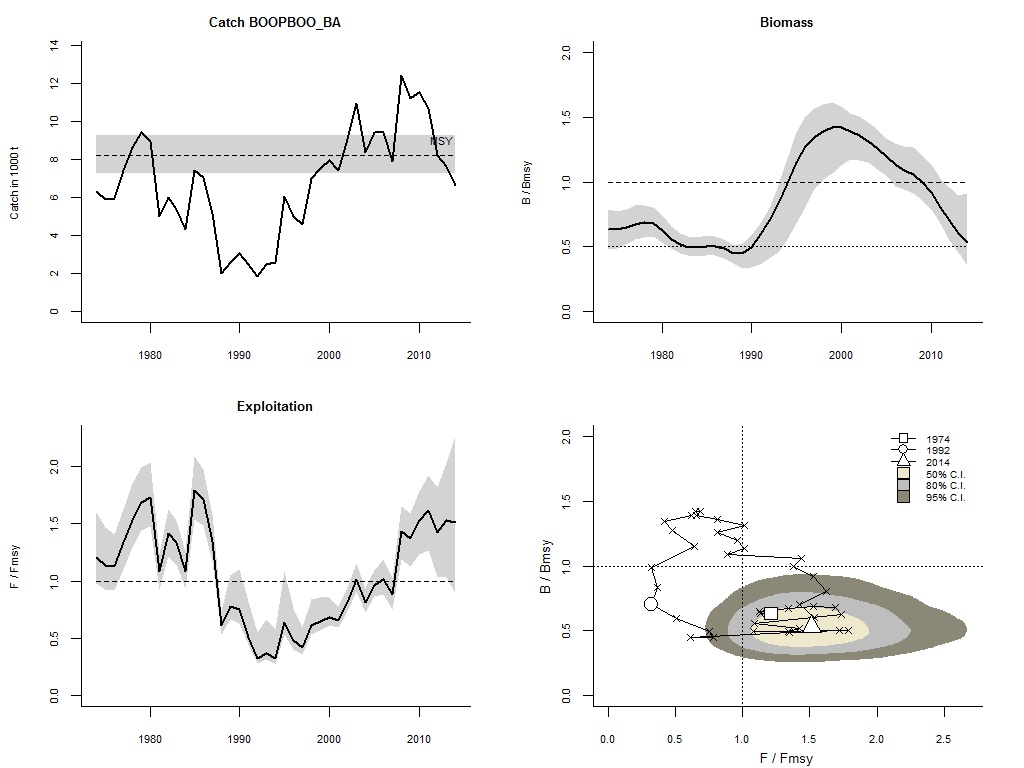 Catch BOOPBOO_BA
Catch in 1000 t
14
12
10
8
6
4
2
0
MSY
1980 1990 2000 2010
Biomass
B / Bmsy
2.0
1.5
1.0
0.5
0.0
1980 1990 2000 2010
Exploitation
F / Fmsy
2.0
1.5
1.0
0.5
0.0
1980 1990 2000 2010
B / Bmsy
2.0
1.5
1.0
0.5
0.0
1974
1992
2014
50% C.I.
80% C.I.
95% C.I.
0.0 0.5 1.0 1.5 2.0 2.5
F / Fmsy